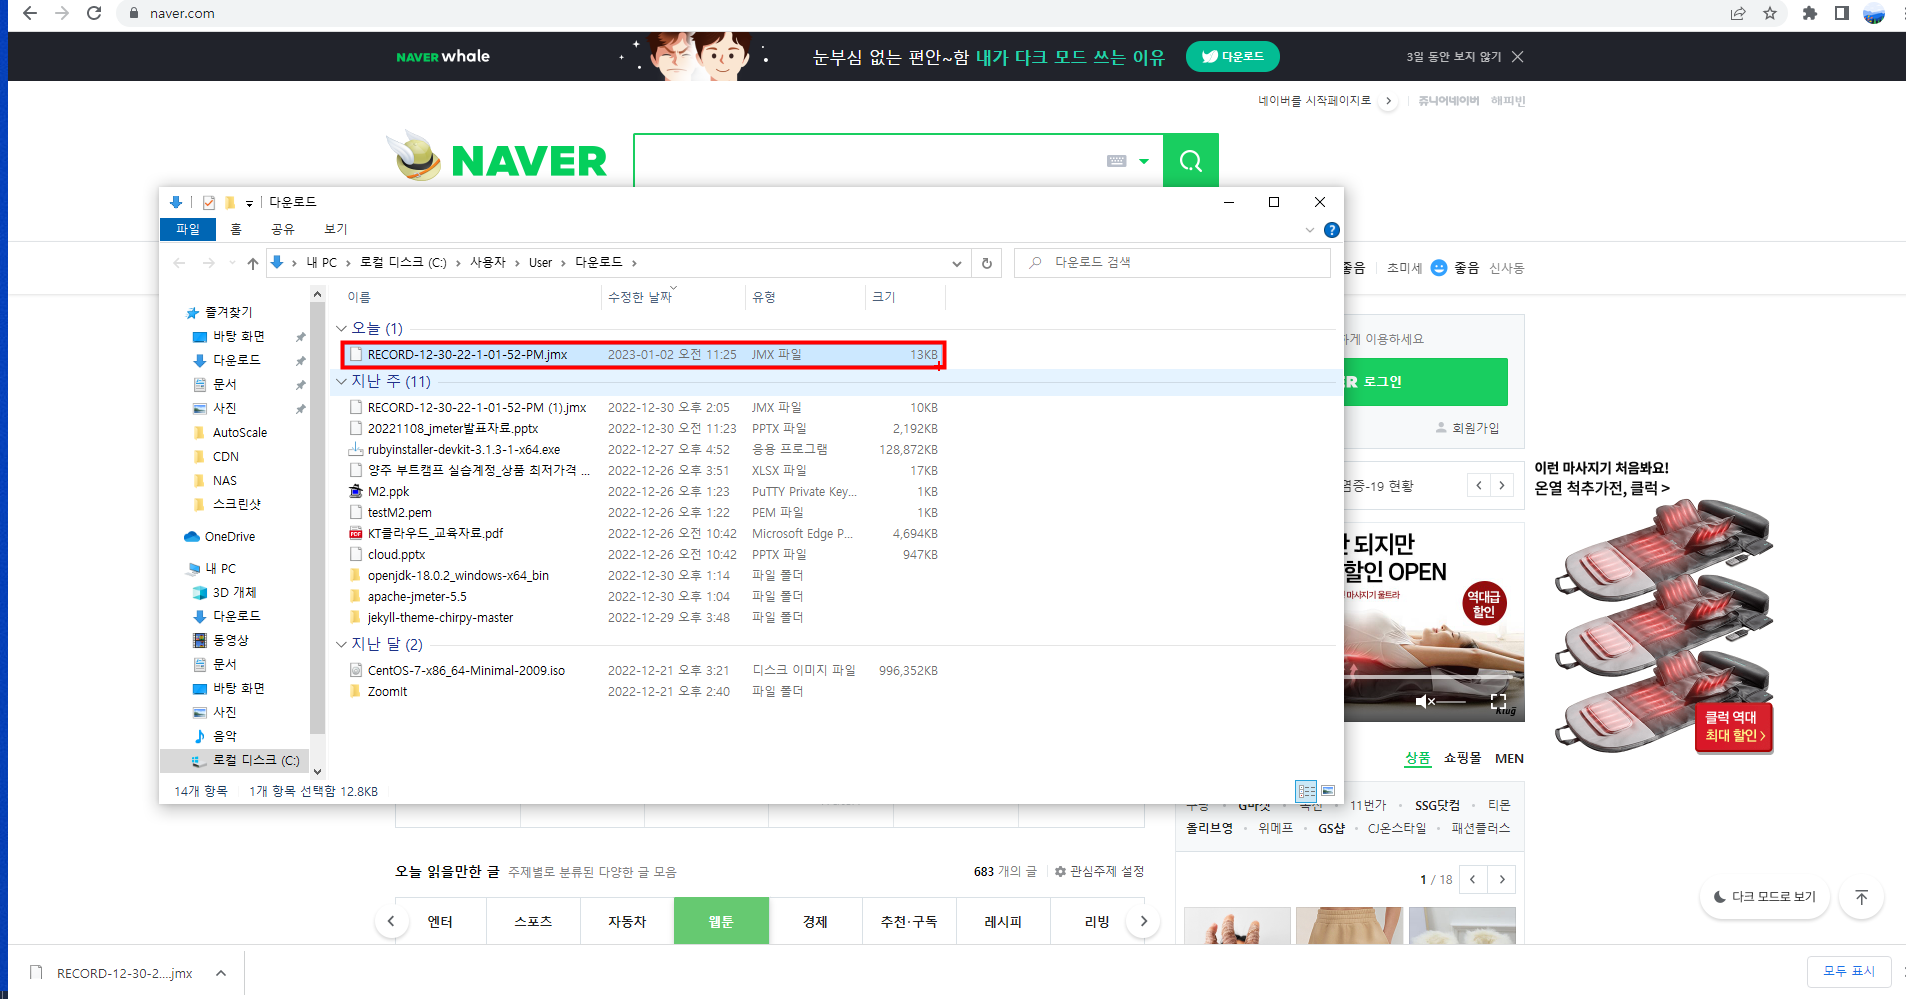 naver.com
NAVER whale
눈부심 없는 편안~함 내가 다크 모드 쓰는 이유
다운로드
3일 동안 보지 않기
네이버를 시작페이지로
쥬니어네이버 해피빈
NAVER
다운로드
파일 홈 공유 보기
내 PC › 로컬 디스크 (C:) › 사용자 › User › 다운로드 ›
다운로드 검색
좋음 초미세 좋음 신사동
이름 수정한 날짜 유형 크기
즐겨찾기
바탕 화면
다운로드
문서
사진
AutoScale
CDN
NAS
스크린샷
OneDrive
내 PC
3D 개체
다운로드
동영상
문서
바탕 화면
사진
음악
로컬 디스크 (C:)
오늘 (1)
RECORD-12-30-22-1-01-52-PM.jmx 2023-01-02 오전 11:25 JMX 파일 13KB
지난 주 (11)
RECORD-12-30-22-1-01-52-PM (1).jmx 2022-12-30 오후 2:05 JMX 파일 10KB
20221108_jmeter발표자료.pptx 2022-12-30 오전 11:23 PPTX 파일 2,192KB
rubyinstaller-devkit-3.1.3-1-x64.exe 2022-12-27 오후 4:52 응용 프로그램 128,872KB
양주 부트캠프 실습계정_상품 최저가격 ... 2022-12-26 오후 3:51 XLSX 파일 17KB
M2.ppk 2022-12-26 오후 1:23 PuTTY Private Key... 1KB
testM2.pem 2022-12-26 오후 1:22 PEM 파일 1KB
KT클라우드_교육자료.pdf 2022-12-26 오전 10:42 Microsoft Edge P... 4,694KB
cloud.pptx 2022-12-26 오전 10:42 PPTX 파일 947KB
openjdk-18.0.2_windows-x64_bin 2022-12-30 오후 1:14 파일 폴더
apache-jmeter-5.5 2022-12-30 오후 1:04 파일 폴더
jekyll-theme-chirpy-master 2022-12-29 오후 3:48 파일 폴더
지난 달 (2)
CentOS-7-x86_64-Minimal-2009.iso 2022-12-21 오후 3:21 디스크 이미지 파일 996,352KB
ZoomIt 2022-12-21 오후 2:40 파일 폴더
14개 항목 1개 항목 선택함 12.8KB
하게 이용하세요
R 로그인
회원가입
염증-19 현황
이런 마사지기 처음봐요!
온열 척추가전, 클럭 >
되지만
할인 OPEN
마사지기 울트라
역대급
할인
klug
클럭 역대
최대 할인 >
상품 쇼핑몰 MEN
G마켓 옥션 11번가 SSG닷컴 티몬
올리브영 위메프 GS샵 CJ온스타일 패션플러스
1 / 18
오늘 읽을만한 글 주제별로 분류된 다양한 글 모음
683 개의 글 관심주제 설정
엔터 스포츠 자동차 웹툰 경제 추천·구독 레시피 리빙
다크 모드로 보기
RECORD-12-30-2....jmx
모두 표시